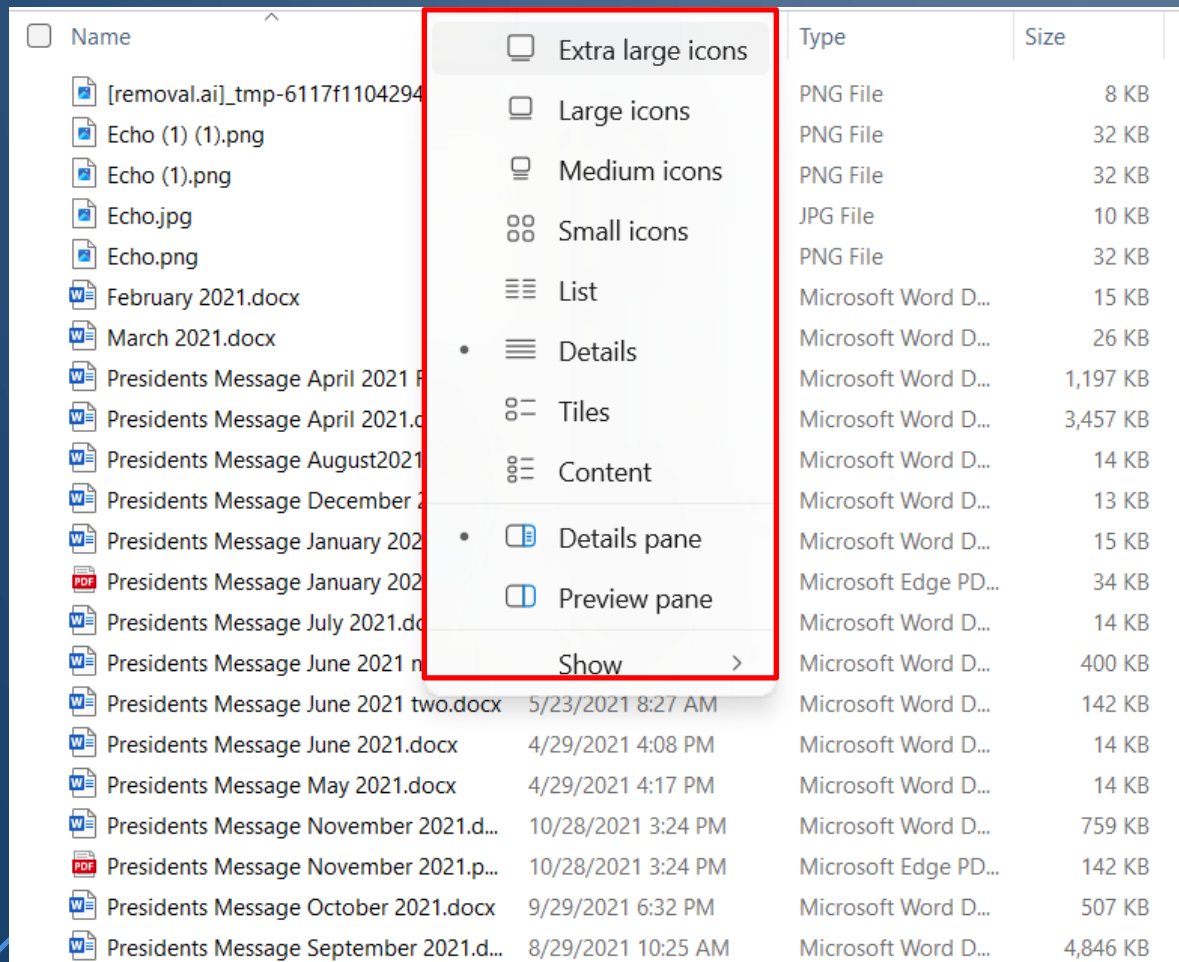 Name Type Size
Extra large icons
Large icons
Medium icons
Small icons
List
Details
Tiles
Content
Details pane
Preview pane
Show
[removal.ai]_tmp-6117f1104294 PNG File 8 KB
Echo (1) (1).png PNG File 32 KB
Echo (1).png PNG File 32 KB
Echo.jpg JPG File 10 KB
Echo.png PNG File 32 KB
February 2021.docx Microsoft Word D... 15 KB
March 2021.docx Microsoft Word D... 26 KB
Presidents Message April 2021 Microsoft Word D... 1,197 KB
Presidents Message April 2021.d Microsoft Word D... 3,457 KB
Presidents Message August2021 Microsoft Word D... 14 KB
Presidents Message December Microsoft Word D... 13 KB
Presidents Message January 202 Microsoft Word D... 15 KB
Presidents Message January 202 Microsoft Edge PD... 34 KB
Presidents Message July 2021.do Microsoft Word D... 14 KB
Presidents Message June 2021 Microsoft Word D... 400 KB
Presidents Message June 2021 two.docx 5/23/2021 8:27 AM Microsoft Word D... 142 KB
Presidents Message June 2021.docx 4/29/2021 4:08 PM Microsoft Word D... 14 KB
Presidents Message May 2021.docx 4/29/2021 4:17 PM Microsoft Word D... 14 KB
Presidents Message November 2021.d... 10/28/2021 3:24 PM Microsoft Word D... 759 KB
Presidents Message November 2021.p... 10/28/2021 3:24 PM Microsoft Edge PD... 142 KB
Presidents Message October 2021.docx 9/29/2021 6:32 PM Microsoft Word D... 507 KB
Presidents Message September 2021.d... 8/29/2021 10:25 AM Microsoft Word D... 4,846 KB